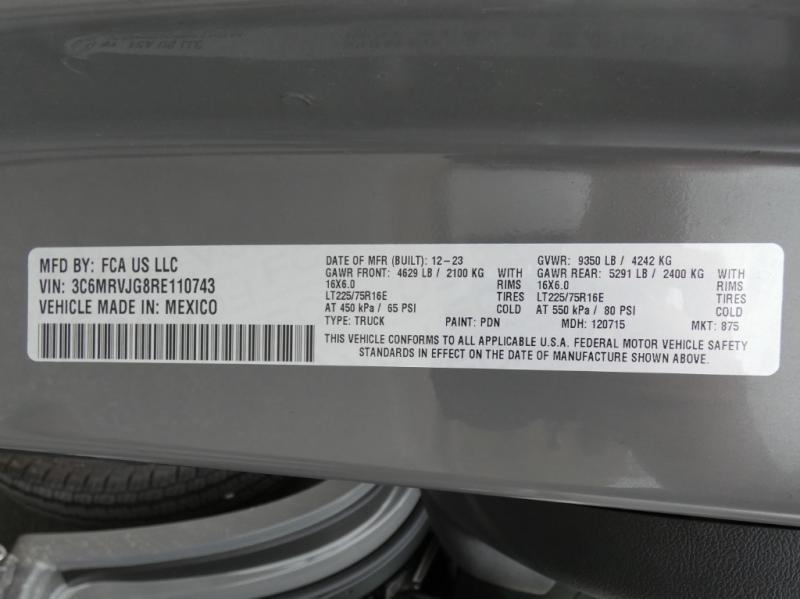 MFD BY: FCA US LLC
VIN: 3C6MRVJG8RE110743
VEHICLE MADE IN: MEXICO
DATE OF MFR (BUILT): 12-23
GAWR FRONT: 4629 LB / 2100 KG
16X6.0
LT225/75R16E
AT 450 kPa / 65 PSI
TYPE: TRUCK PAINT: PDN
WITH
RIMS
TIRES
COLD
GVWR: 9350 LB / 4242 KG
GAWR REAR: 5291 LB / 2400 KG
16X6.0
LT225/75R16E
AT 550 kPa / 80 PSI
MDH: 120715 MKT: 875
WITH
RIMS
TIRES
COLD
THIS VEHICLE CONFORMS TO ALL APPLICABLE U.S.A. FEDERAL MOTOR VEHICLE SAFETY
STANDARDS IN EFFECT ON THE DATE OF MANUFACTURE SHOWN ABOVE.